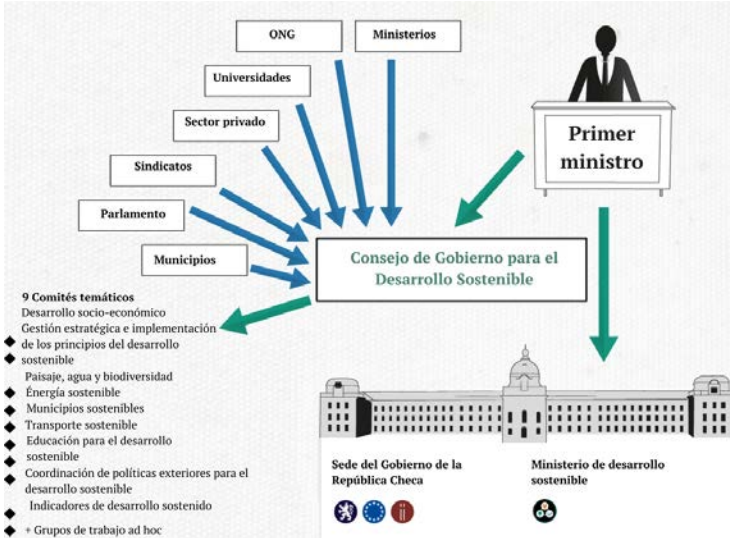 ONG
Ministerios
Universidades
Sector privado
Sindicatos
Parlamento
Municipios
Primer
ministro
Consejo de Gobierno para el
Desarrollo Sostenible
9 Comités temáticos
Desarrollo socio-económico
Gestión estratégica e implementación
de los principios del desarrollo
sostenible
Paisaje, agua y biodiversidad
Énergía sostenible
Municipios sostenibles
Transporte sostenible
Educación para el desarrollo
sostenible
Coordinación de políticas exteriores para el
desarrollo sostenible
Indicadores de desarrollo sostenido
+ Grupos de trabajo ad hoc
Sede del Gobierno de la
República Checa
Ministerio de desarrollo
sostenible